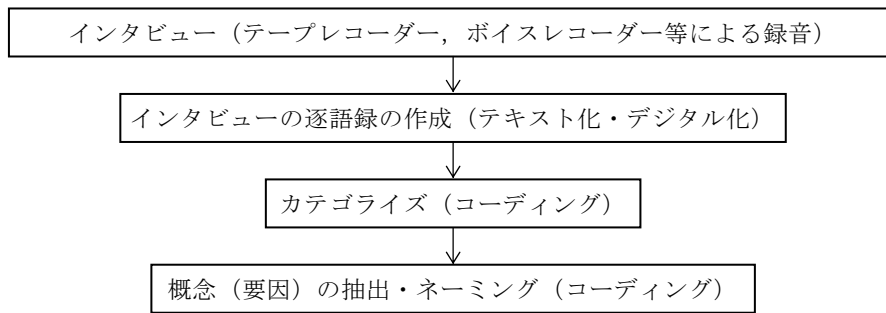 インタビュー（テープレコーダー，ボイスレコーダー等による録音）
インタビューの逐語録の作成（テキスト化・デジタル化）
カテゴライズ（コーディング）
概念（要因）の抽出・ネーミング（コーディング）